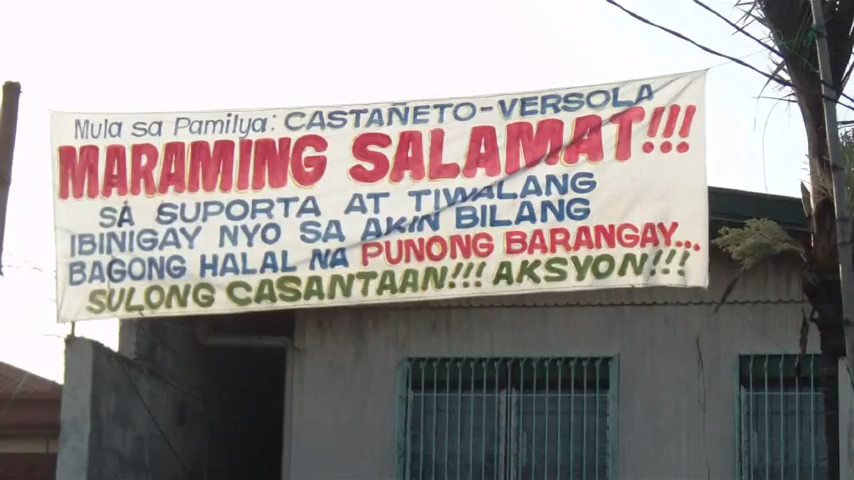 Mula sa Pamilya: CASTAÑETO-VERSOLA
MARAMING SALAMAT!!!
SA SUPORTA AT TIWALANG
IBINIGAY NYO SA AKIN BILANG
BAGONG HALAL NA PUNONG BARANGAY...
SULONG CASANTAAN!!! AKSYON!!!